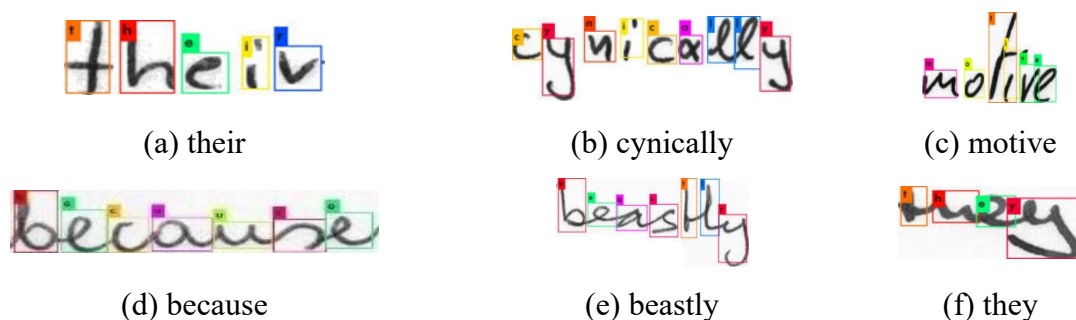 their cynically motive
(a) their (b) cynically (c) motive
because beastly they
(d) because (e) beastly (f) they